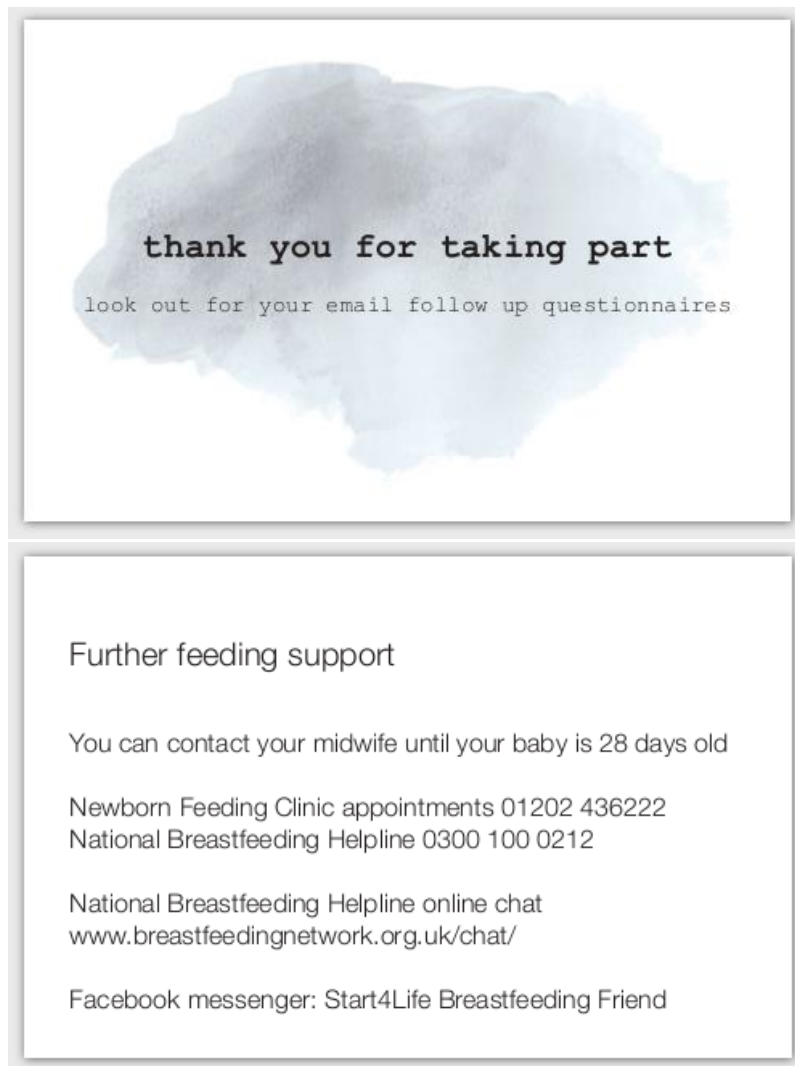 thank you for taking part
look out for your email follow up questionnaires
Further feeding support
You can contact your midwife until your baby is 28 days old
Newborn Feeding Clinic appointments 01202 436222
National Breastfeeding Helpline 0300 100 0212
National Breastfeeding Helpline online chat
www.breastfeedingnetwork.org.uk/chat/
Facebook messenger: Start4Life Breastfeeding Friend